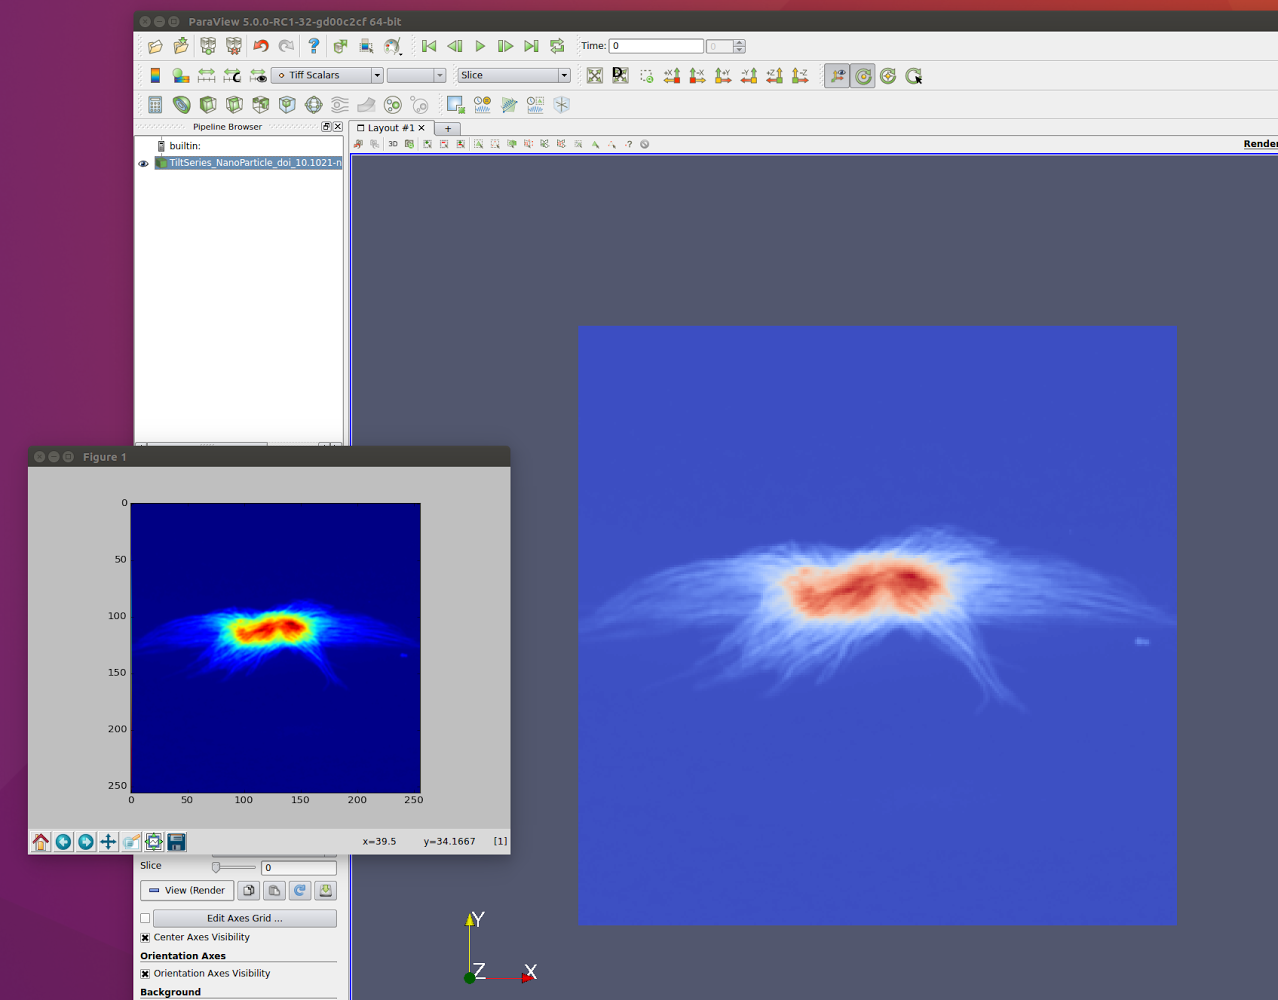 ParaView 5.0.0-RC1-32-gd00c2cf 64-bit
Time: 0 0
Tiff Scalars Slice
Pipeline Browser
Layout #1
3D
Render
builtin:
TiltSeries_NanoParticle_doi_10.1021-n
Figure 1
0
50
100
150
200
250
0 50 100 150 200 250
x=39.5 y=34.1667 [1]
Slice 0
View (Render
Edit Axes Grid ...
Center Axes Visibility
Orientation Axes
Orientation Axes Visibility
Background
Y
Z X